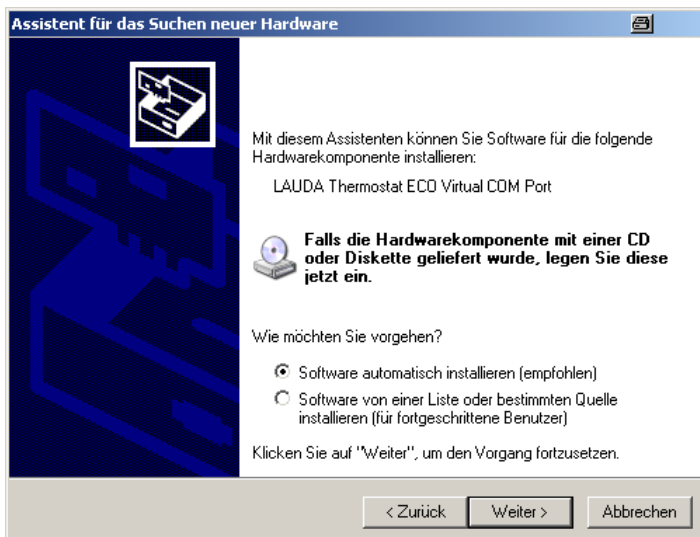 Assistent für das Suchen neuer Hardware
Mit diesem Assistenten können Sie Software für die folgende
Hardwarekomponente installieren:
LAUDA Thermostat ECO Virtual COM Port
Falls die Hardwarekomponente mit einer CD
oder Diskette geliefert wurde, legen Sie diese
jetzt ein.
Wie möchten Sie vorgehen?
Software automatisch installieren (empfohlen)
Software von einer Liste oder bestimmten Quelle
installieren (für fortgeschrittene Benutzer)
Klicken Sie auf "Weiter", um den Vorgang fortzusetzen.
< Zurück Weiter > Abbrechen